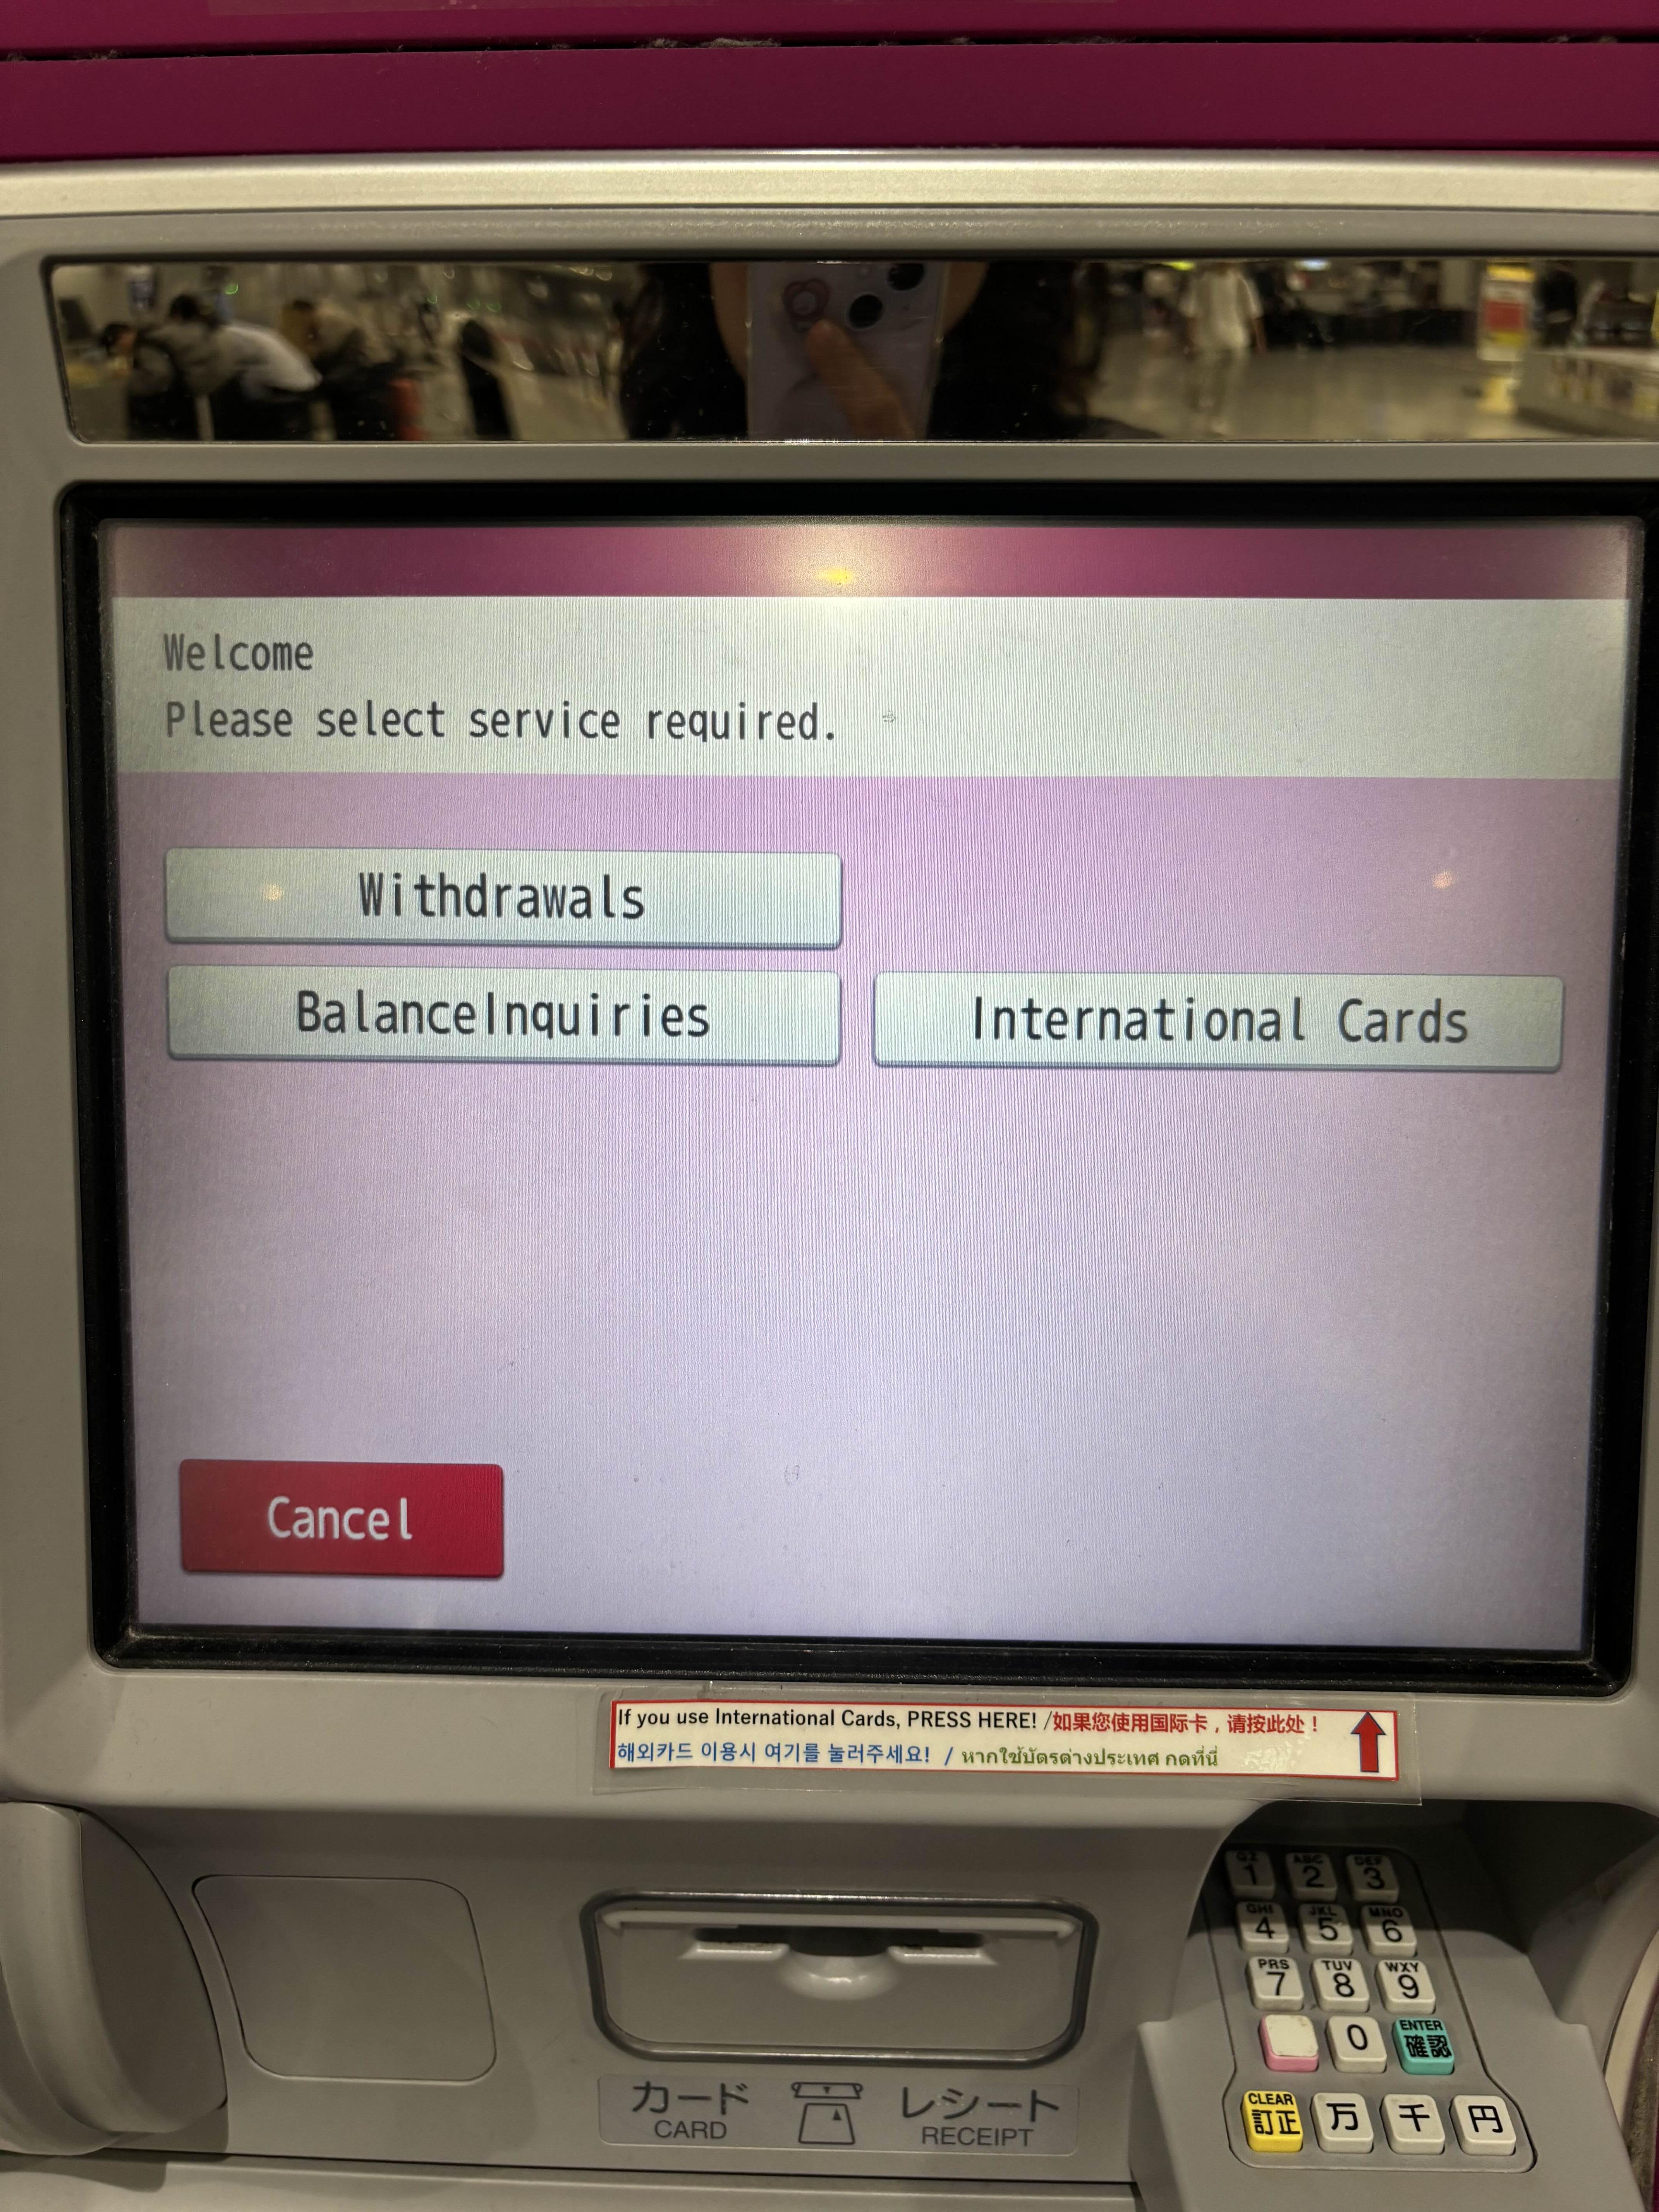 Welcome
Please select service required.
Withdrawals
BalanceInquiries
International Cards
Cancel
If you use International Cards, PRESS HERE! /如果您使用国际卡，请按此处！
해외카드 이용시 여기를 눌러주세요! / หากใช้บัตรต่างประเทศ กดที่นี่
QZ ABC DEF
1 2 3
GHI JKL MNO
4 5 6
PRS TUV WXY
7 8 9
0
ENTER
確認
CLEAR
訂正 万 千 円
カード レシート
CARD RECEIPT